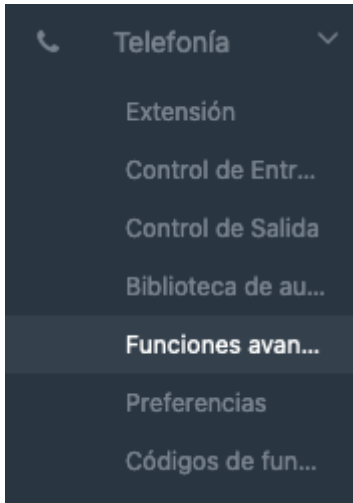 Telefonía
Extensión
Control de Entr...
Control de Salida
Biblioteca de au...
Funciones avan...
Preferencias
Códigos de fun...